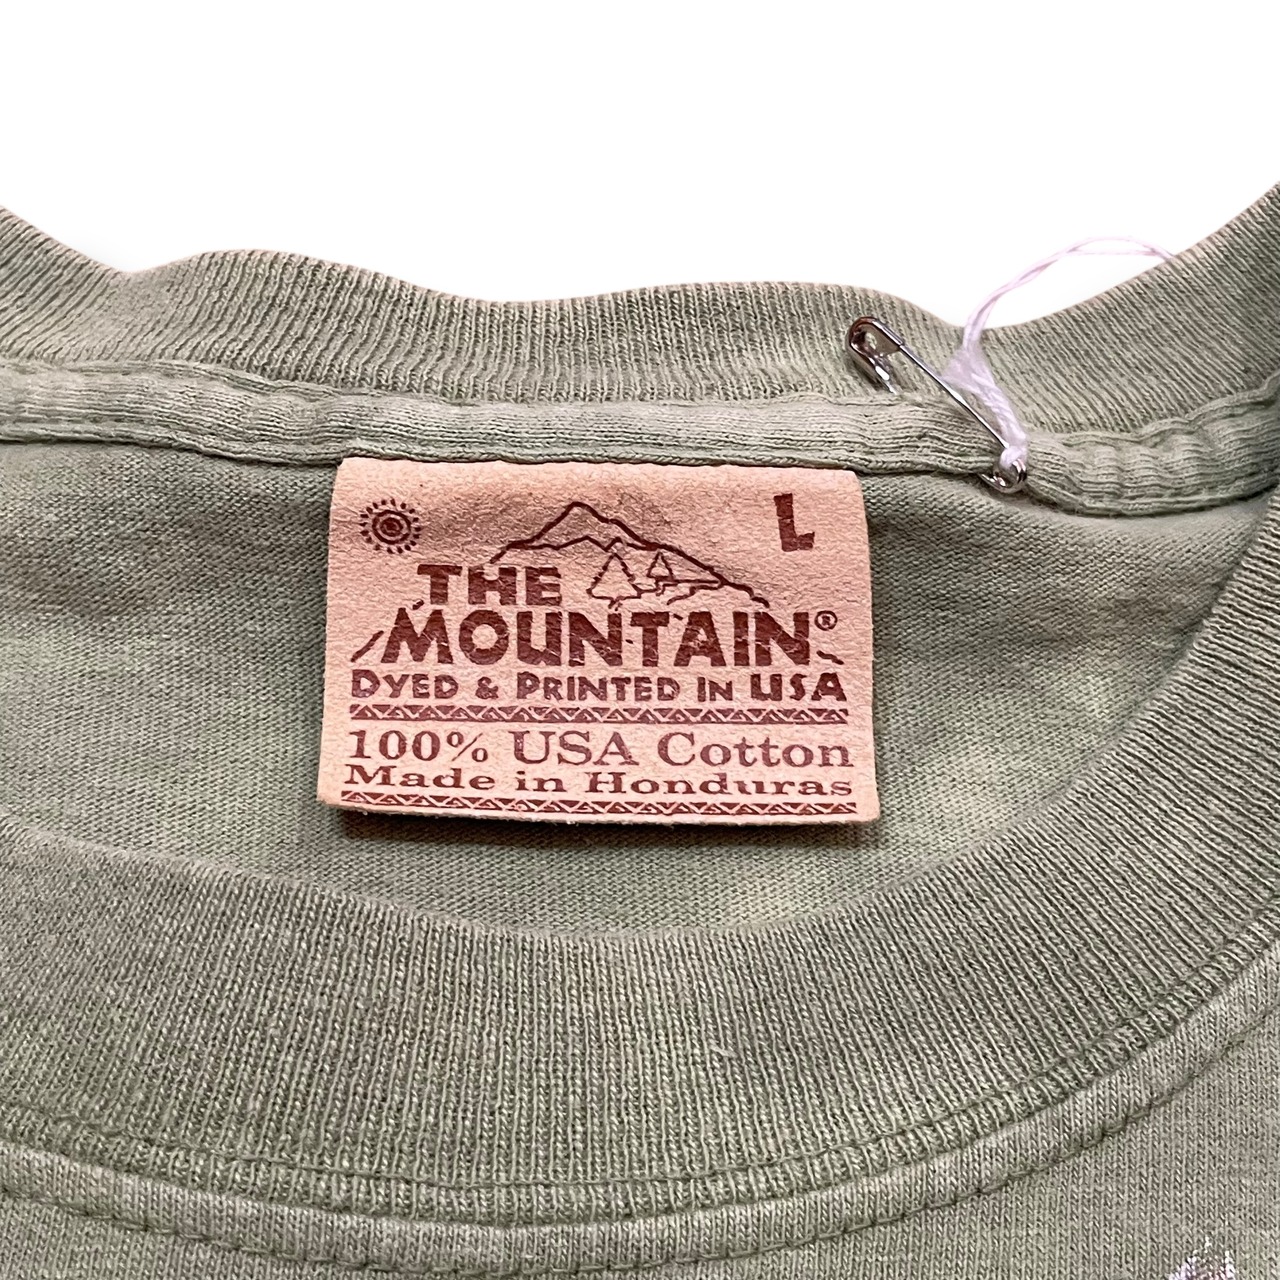 L
THE
MOUNTAIN®
DYED & PRINTED IN USA
100% USA Cotton
Made in Honduras